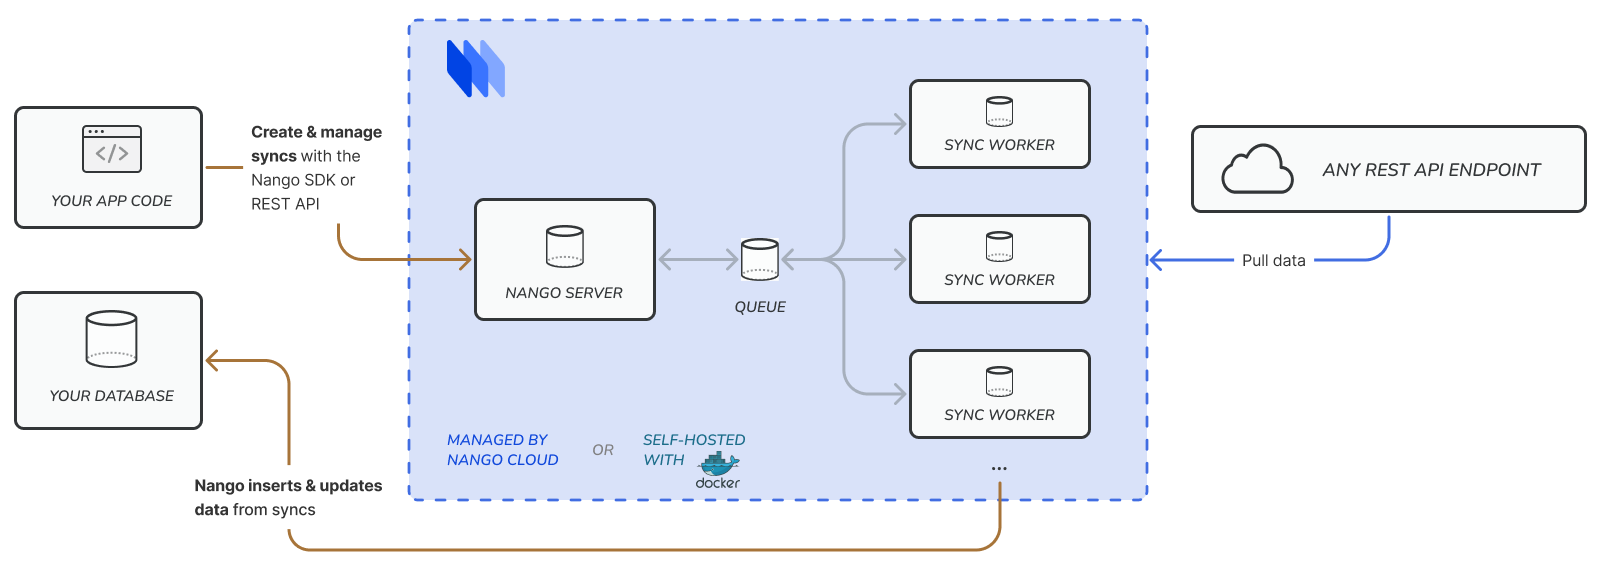 YOUR APP CODE
Create & manage
syncs with the
Nango SDK or
REST API
YOUR DATABASE
Nango inserts & updates
data from syncs
NANGO SERVER
QUEUE
SYNC WORKER
SYNC WORKER
SYNC WORKER
...
MANAGED BY
NANGO CLOUD
OR
SELF-HOSTED
WITH
docker
ANY REST API ENDPOINT
Pull data